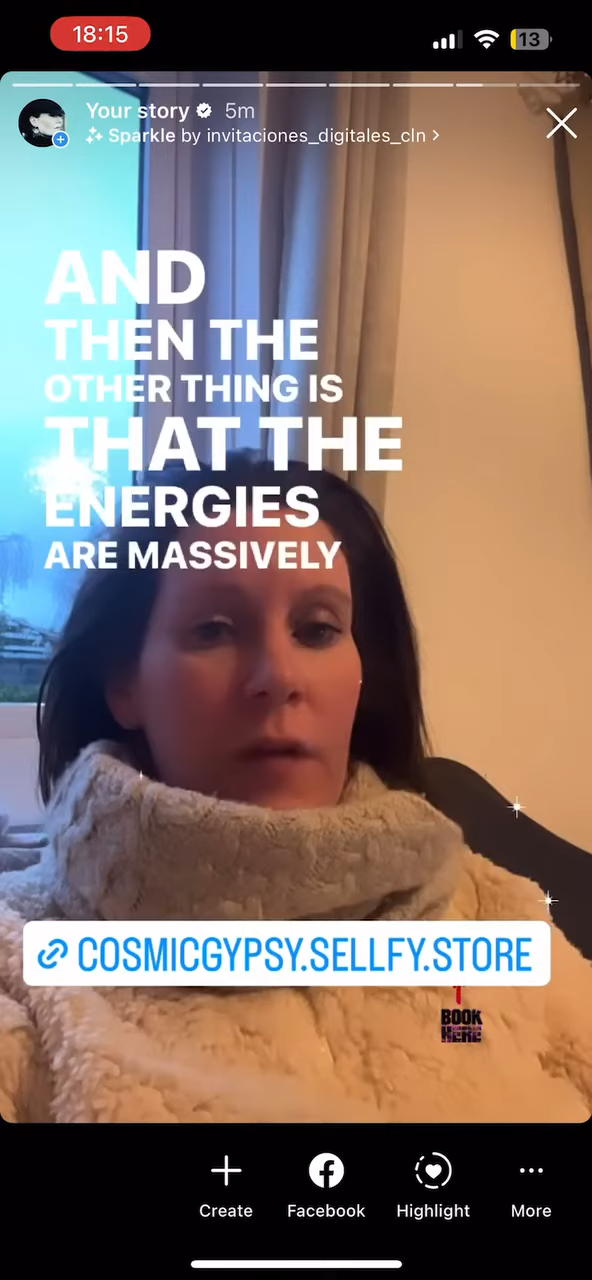 18:15
13
Your story 5m
Sparkle by invitaciones_digitales_cln >
AND
THEN THE
OTHER THING IS
THAT THE
ENERGIES
ARE MASSIVELY
COSMICGYPSY.SELLFY.STORE
BOOK
HERE
Create Facebook Highlight More